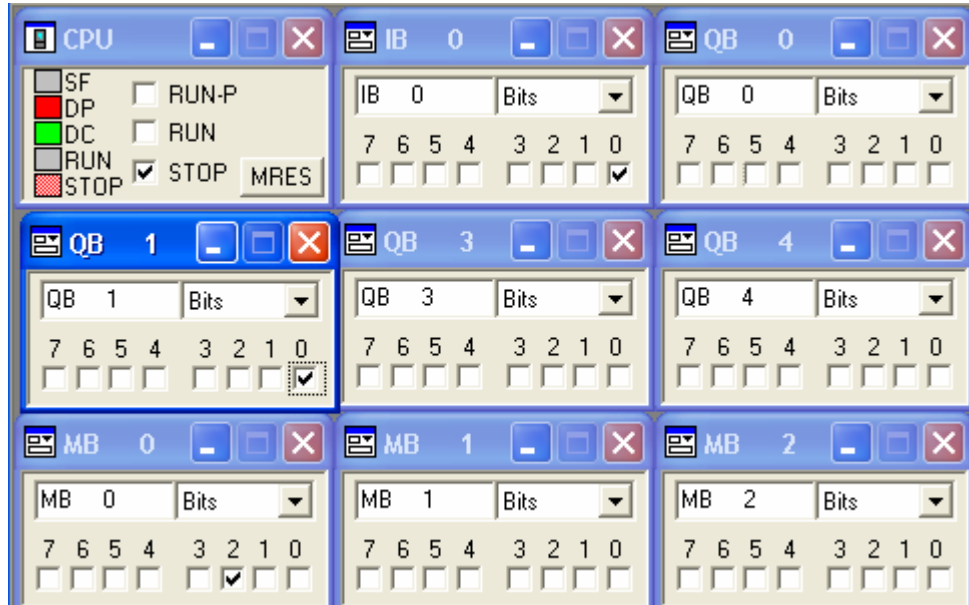 CPU
SF
DP
DC
RUN
STOP
RUN-P
RUN
STOP
MRES
IB 0
IB 0 Bits
7 6 5 4 3 2 1 0
QB 0
QB 0 Bits
7 6 5 4 3 2 1 0
QB 1
QB 1 Bits
7 6 5 4 3 2 1 0
QB 3
QB 3 Bits
7 6 5 4 3 2 1 0
QB 4
QB 4 Bits
7 6 5 4 3 2 1 0
MB 0
MB 0 Bits
7 6 5 4 3 2 1 0
MB 1
MB 1 Bits
7 6 5 4 3 2 1 0
MB 2
MB 2 Bits
7 6 5 4 3 2 1 0